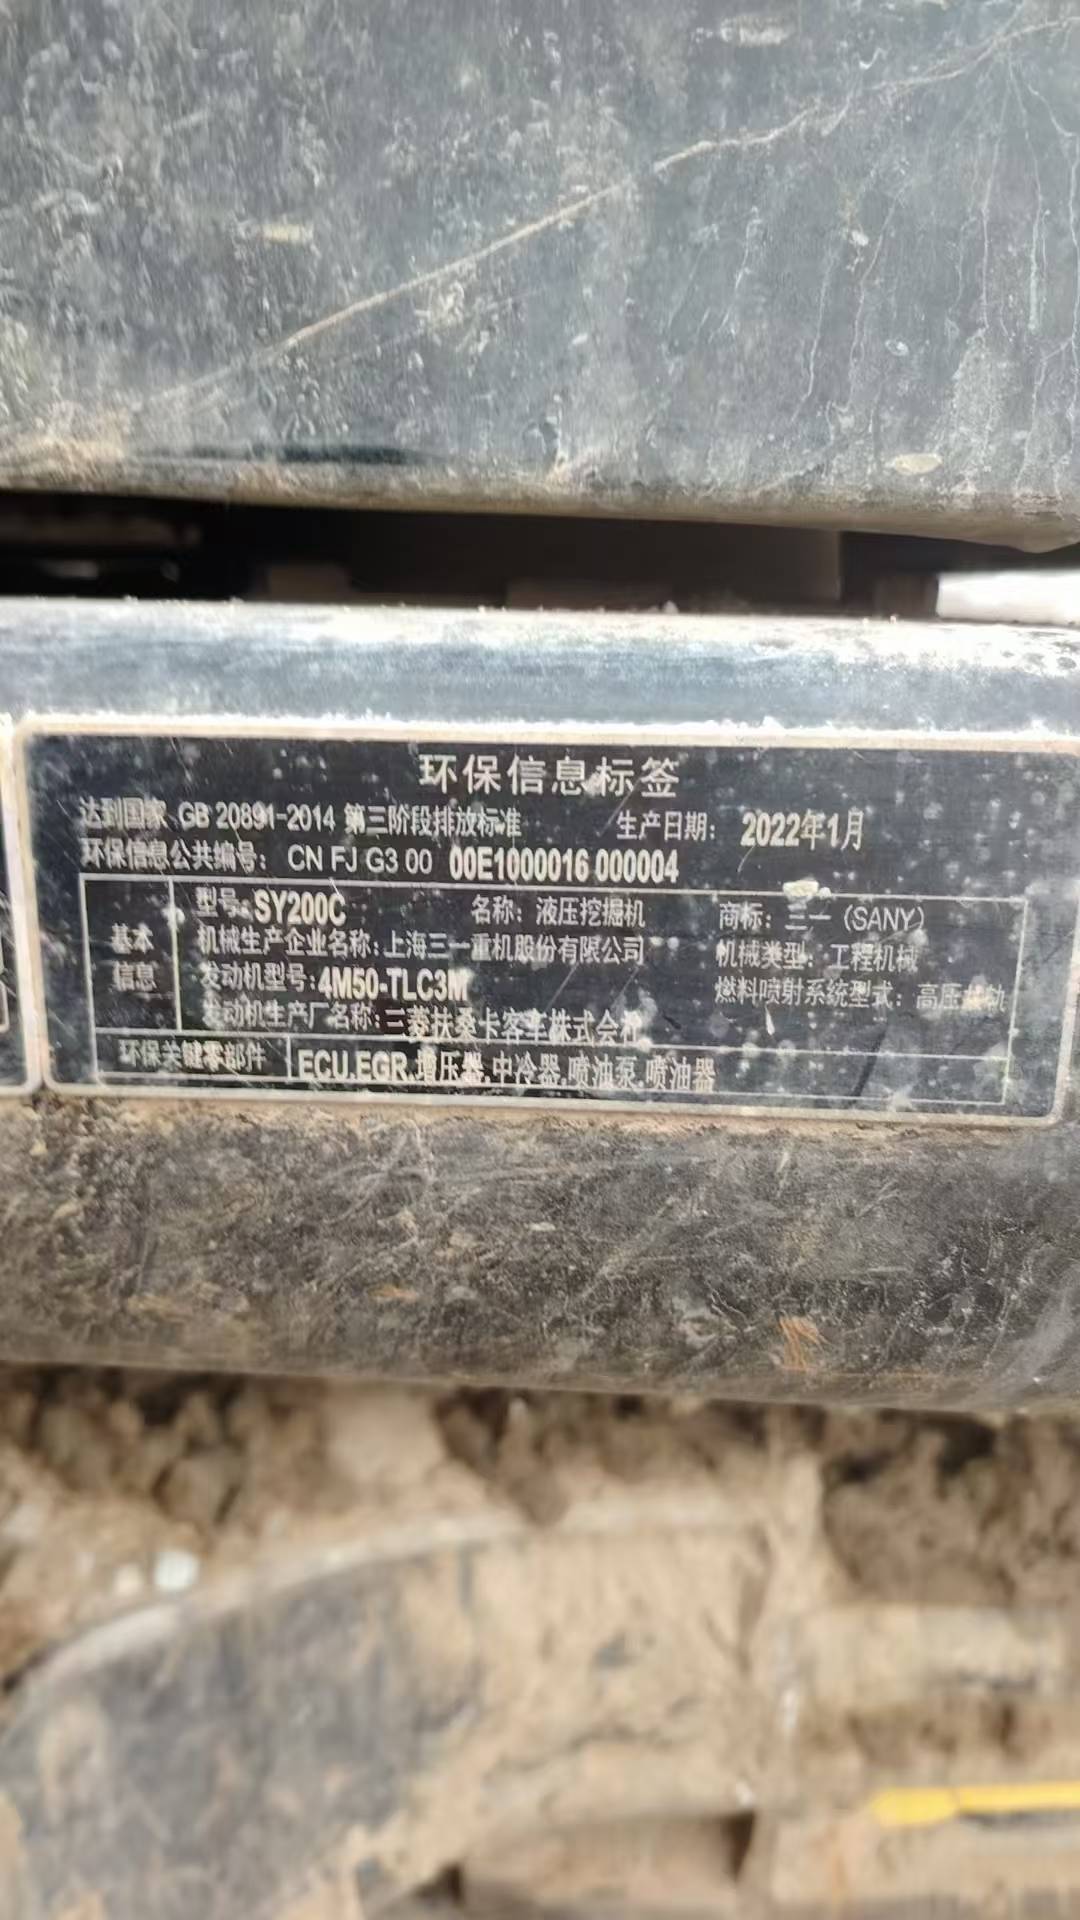 环保信息标签
达到国家 GB 20891-2014 第三阶段排放标准 生产日期: 2022年1月
环保信息公共编号: CN FJ G3 00 00E1000016 000004
基本信息
型号: SY200C 名称: 液压挖掘机 商标: 三一 (SANY)
机械生产企业名称: 上海三一重机股份有限公司 机械类型: 工程机械
发动机型号: 4M50-TLC3M 燃料喷射系统型式: 高压共轨
发动机生产厂名称: 三菱扶桑卡客车株式会社
环保关键零部件 ECU,EGR,增压器,中冷器,喷油泵,喷油器